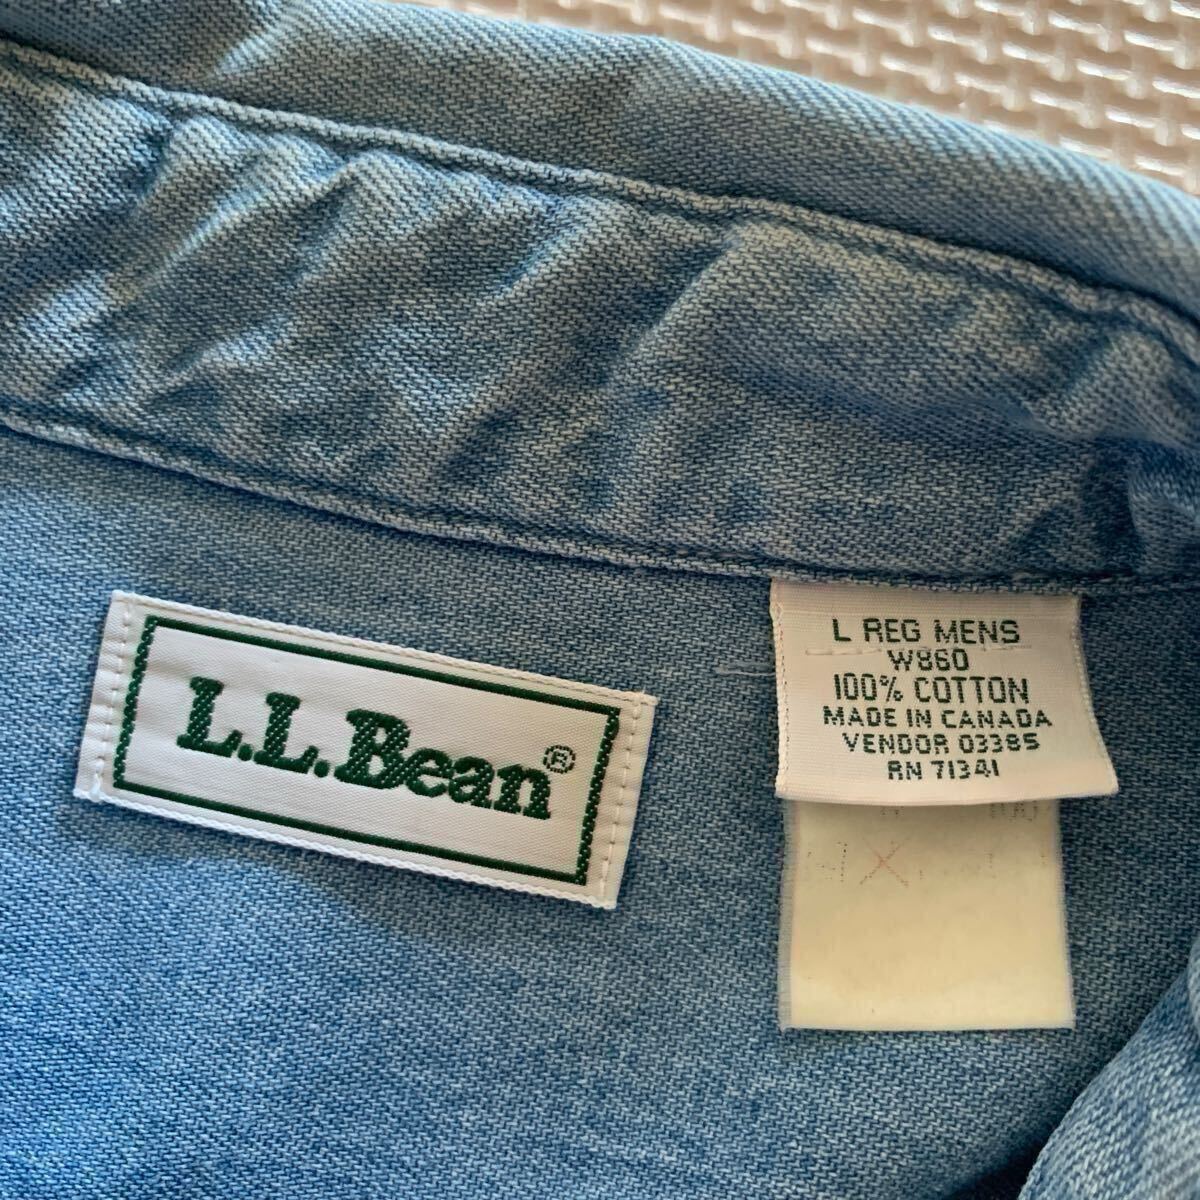 L.L.Bean®
L REG MENS
W860
100% COTTON
MADE IN CANADA
VENDOR 03385
RN 71341